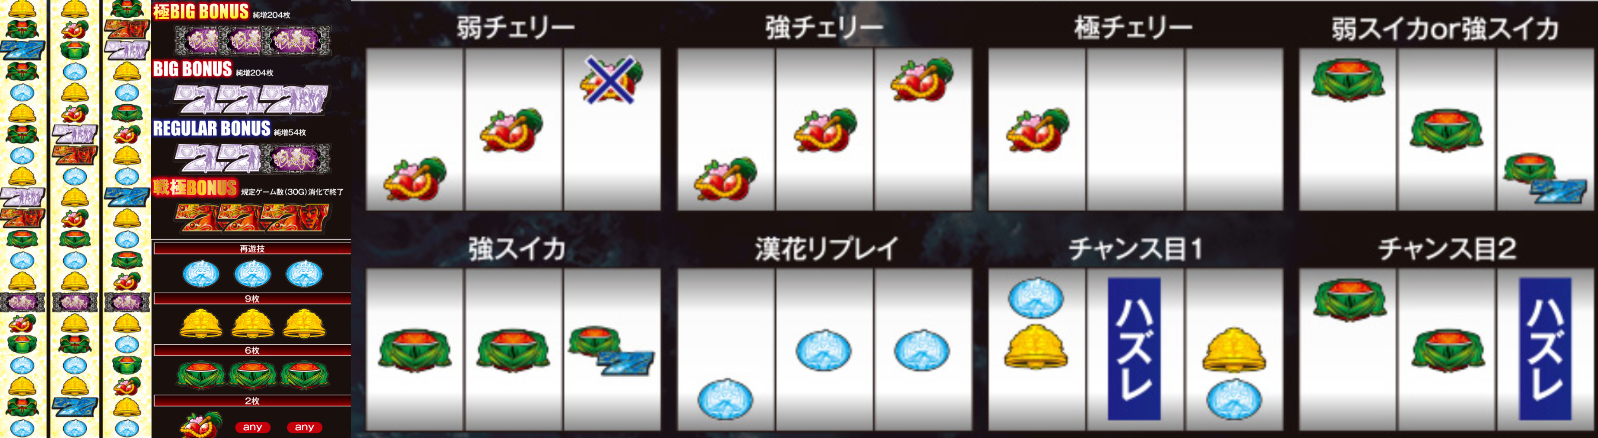 極BIG BONUS 純増204枚
BIG BONUS 純増204枚
REGULAR BONUS 純増54枚
戦極BONUS 規定ゲーム数(30G)消化で終了
再遊技
9枚
6枚
2枚
any any
弱チェリー
強チェリー
極チェリー
弱スイカor強スイカ
強スイカ
漢花リプレイ
チャンス目1
ハズレ
チャンス目2
ハズレ